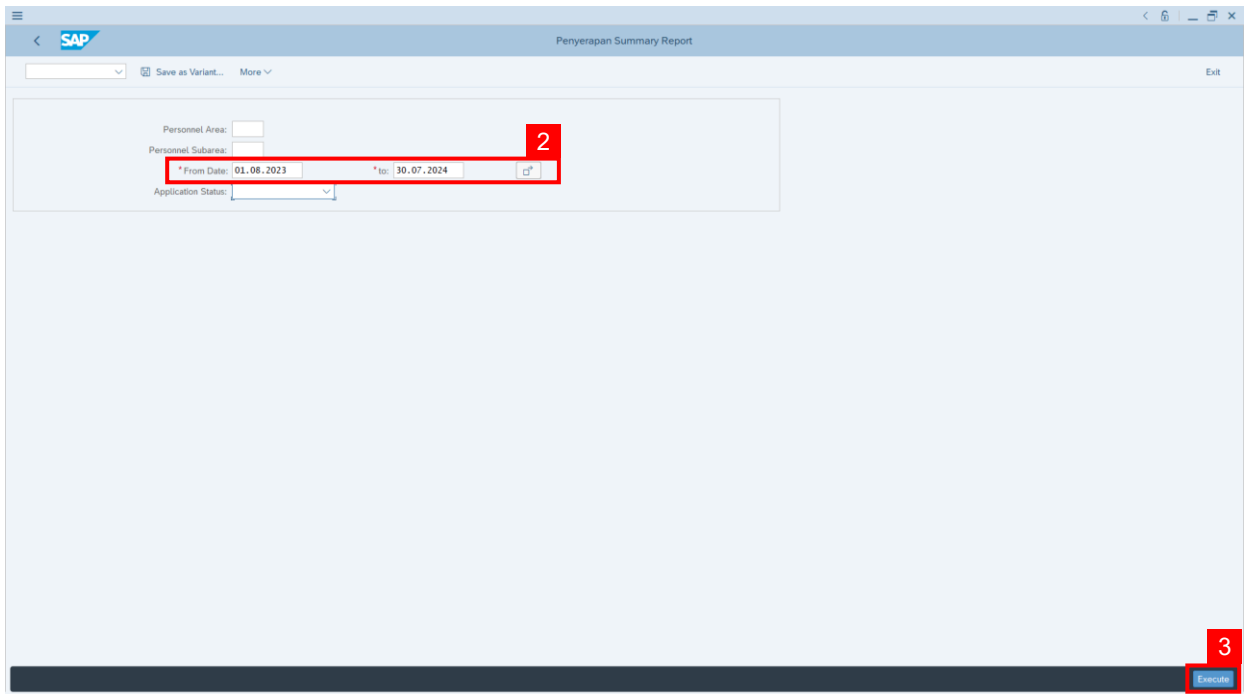 SAP
Penyerapan Summary Report
Save as Variant... More
Exit
Personnel Area:
2
Personnel Subarea:
*From Date: 01.08.2023 *to: 30.07.2024
Application Status:
3
Execute